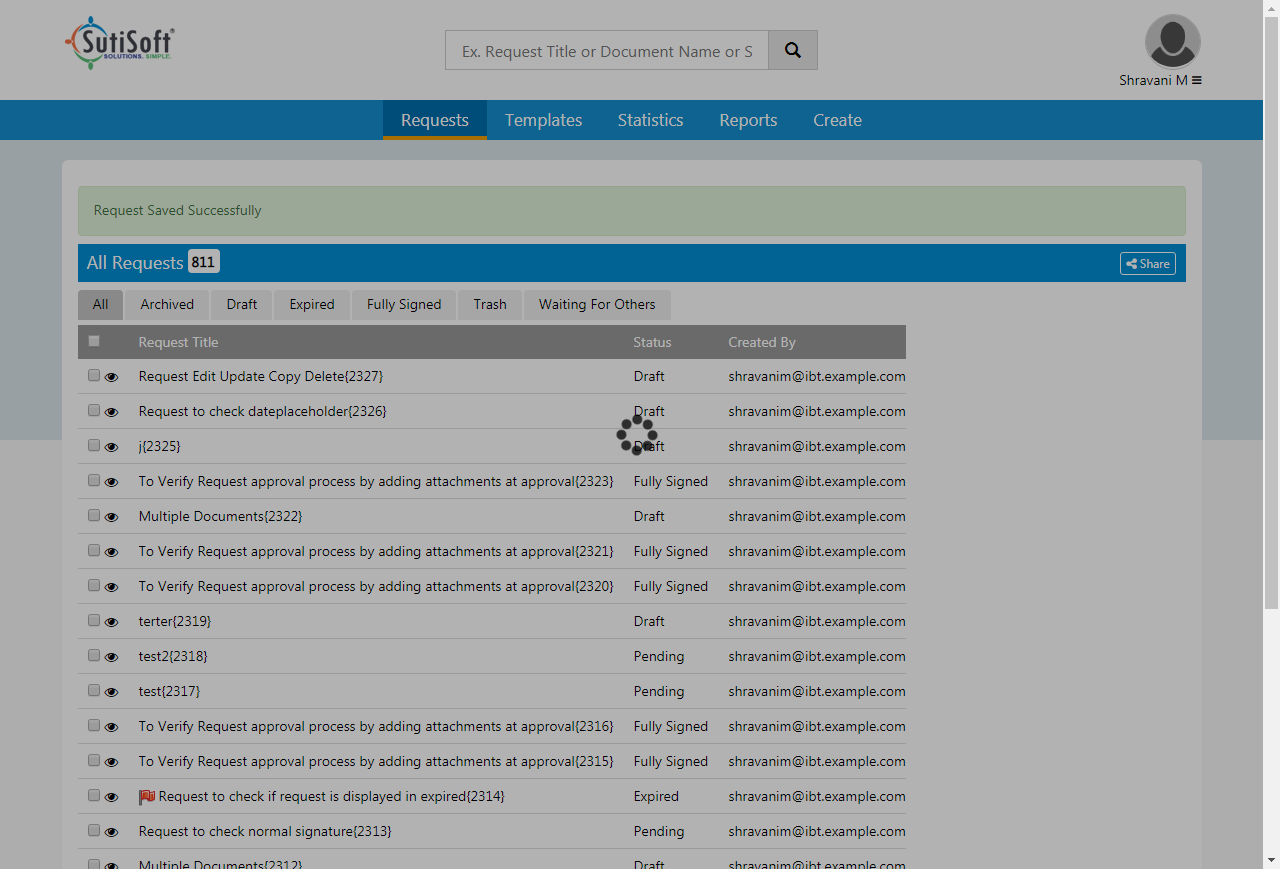 SutiSoft
SOLUTIONS. SIMPLE.
Ex. Request Title or Document Name or S
Shravani M
Requests Templates Statistics Reports Create
Request Saved Successfully
All Requests 811 Share
All Archived Draft Expired Fully Signed Trash Waiting For Others
Request Title Status Created By
Request Edit Update Copy Delete{2327} Draft shravanim@ibt.example.com
Request to check dateplaceholder{2326} Draft shravanim@ibt.example.com
j{2325} Draft shravanim@ibt.example.com
To Verify Request approval process by adding attachments at approval{2323} Fully Signed shravanim@ibt.example.com
Multiple Documents{2322} Draft shravanim@ibt.example.com
To Verify Request approval process by adding attachments at approval{2321} Fully Signed shravanim@ibt.example.com
To Verify Request approval process by adding attachments at approval{2320} Fully Signed shravanim@ibt.example.com
terter{2319} Draft shravanim@ibt.example.com
test2{2318} Pending shravanim@ibt.example.com
test{2317} Pending shravanim@ibt.example.com
To Verify Request approval process by adding attachments at approval{2316} Fully Signed shravanim@ibt.example.com
To Verify Request approval process by adding attachments at approval{2315} Fully Signed shravanim@ibt.example.com
Request to check if request is displayed in expired{2314} Expired shravanim@ibt.example.com
Request to check normal signature{2313} Pending shravanim@ibt.example.com
Multiple Documents{2312} Draft shravanim@ibt.example.com